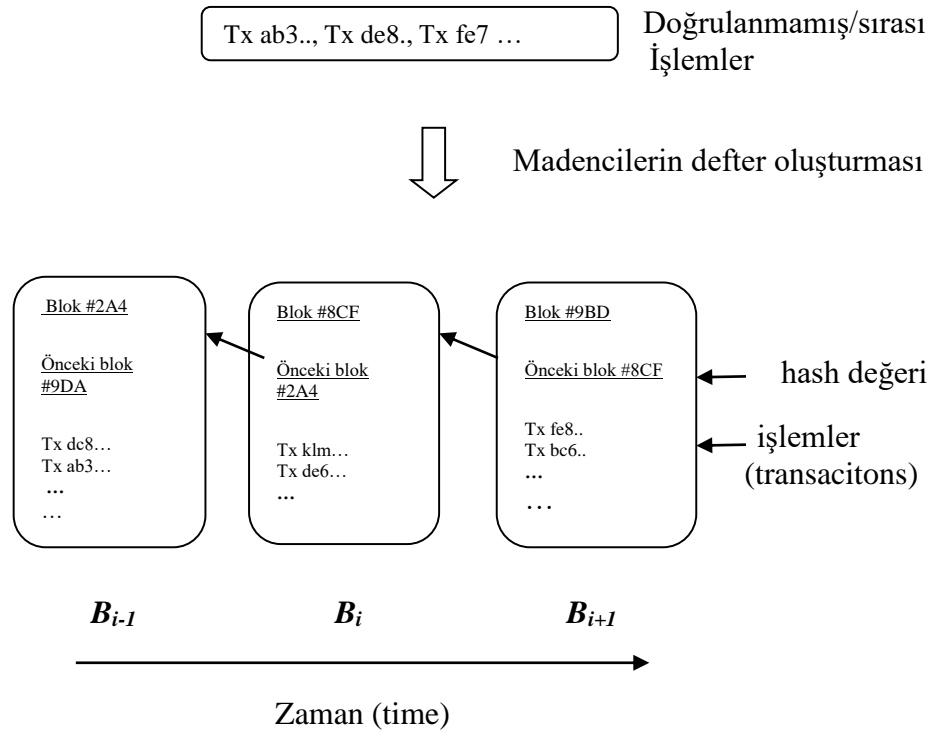 Tx ab3.., Tx de8., Tx fe7 …
Doğrulanmamış/sırası
İşlemler
Madencilerin defter oluşturması
Blok #2A4
Önceki blok
#9DA
Tx dc8…
Tx ab3…
...
…
Blok #8CF
Önceki blok
#2A4
Tx klm…
Tx de6…
...
Blok #9BD
Önceki blok #8CF
Tx fe8..
Tx bc6..
...
…
hash değeri
işlemler
(transacitons)
Bi-1
Bi
Bi+1
Zaman (time)